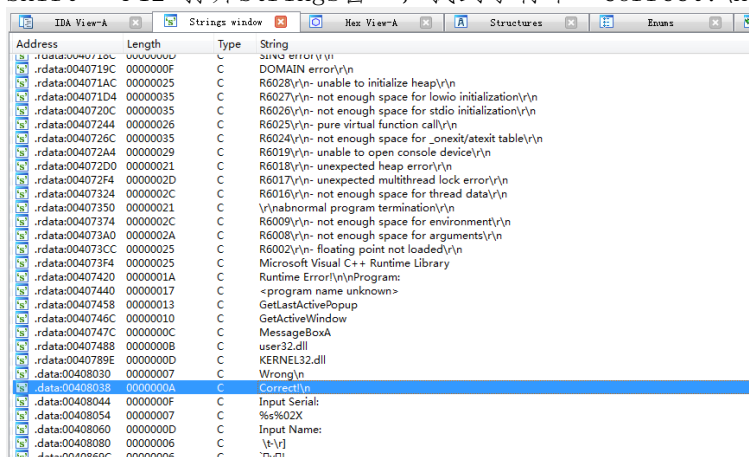 IDA View-A Strings window Hex View-A Structures Enums
Address Length Type String
.rdata:0040718C 0000000D C SING error\r\n
.rdata:0040719C 0000000F C DOMAIN error\r\n
.rdata:004071AC 00000025 C R6028\r\n- unable to initialize heap\r\n
.rdata:004071D4 00000035 C R6027\r\n- not enough space for lowio initialization\r\n
.rdata:0040720C 00000035 C R6026\r\n- not enough space for stdio initialization\r\n
.rdata:00407244 00000026 C R6025\r\n- pure virtual function call\r\n
.rdata:0040726C 00000035 C R6024\r\n- not enough space for _onexit/atexit table\r\n
.rdata:004072A4 00000029 C R6019\r\n- unable to open console device\r\n
.rdata:004072D0 00000021 C R6018\r\n- unexpected heap error\r\n
.rdata:004072F4 0000002D C R6017\r\n- unexpected multithread lock error\r\n
.rdata:00407324 0000002C C R6016\r\n- not enough space for thread data\r\n
.rdata:00407350 00000021 C \r\nabnormal program termination\r\n
.rdata:00407374 0000002C C R6009\r\n- not enough space for environment\r\n
.rdata:004073A0 0000002A C R6008\r\n- not enough space for arguments\r\n
.rdata:004073CC 00000025 C R6002\r\n- floating point not loaded\r\n
.rdata:004073F4 00000025 C Microsoft Visual C++ Runtime Library
.rdata:00407420 0000001A C Runtime Error!\n\nProgram:
.rdata:00407440 00000017 C <program name unknown>
.rdata:00407458 00000013 C GetLastActivePopup
.rdata:0040746C 00000010 C GetActiveWindow
.rdata:0040747C 0000000C C MessageBoxA
.rdata:00407488 0000000B C user32.dll
.rdata:0040789E 0000000D C KERNEL32.dll
.data:00408030 00000007 C Wrong\n
.data:00408038 0000000A C Correct!\n
.data:00408044 0000000F C Input Serial:
.data:00408054 00000007 C %s%02X
.data:00408060 0000000D C Input Name:
.data:00408080 00000006 C \t-\r]
.data:0040869C 00000006 C